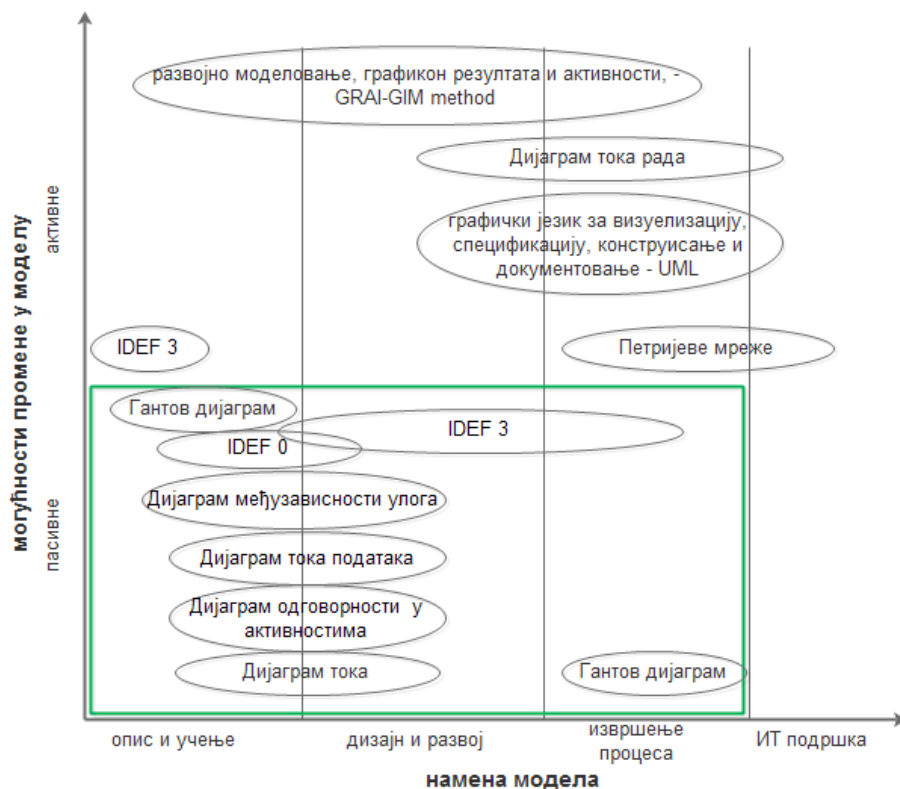 развојно моделовање, графикон резултата и активности, -
GRAI-GIM method
Дијаграм тока рада
графички језик за визуелизацију,
спецификацију, конструисање и
документовање - UML
IDEF 3
Петријеве мреже
Гантов дијаграм
IDEF 3
IDEF 0
Дијаграм међузависности улога
Дијаграм тока података
Дијаграм одговорности у
активностима
Дијаграм тока
Гантов дијаграм
могућности промене у моделу
активне
пасивне
опис и учење
дизајн и развој
извршење
процеса
ИТ подршка
намена модела